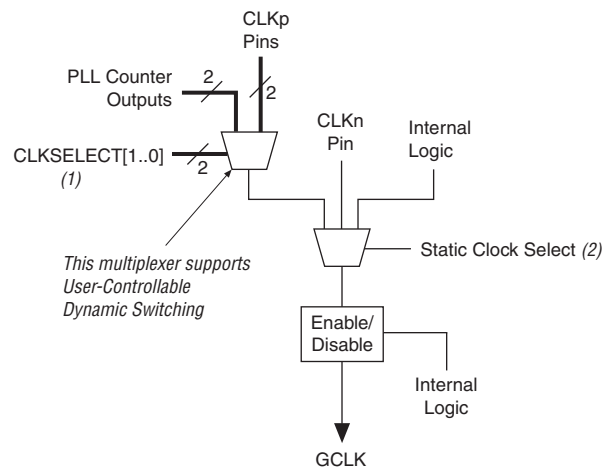 CLKp
Pins
PLL Counter
Outputs
2
2
CLKn
Pin
Internal
Logic
CLKSELECT[1..0]
(1)
2
Static Clock Select (2)
This multiplexer supports
User-Controllable
Dynamic Switching
Enable/
Disable
Internal
Logic
GCLK